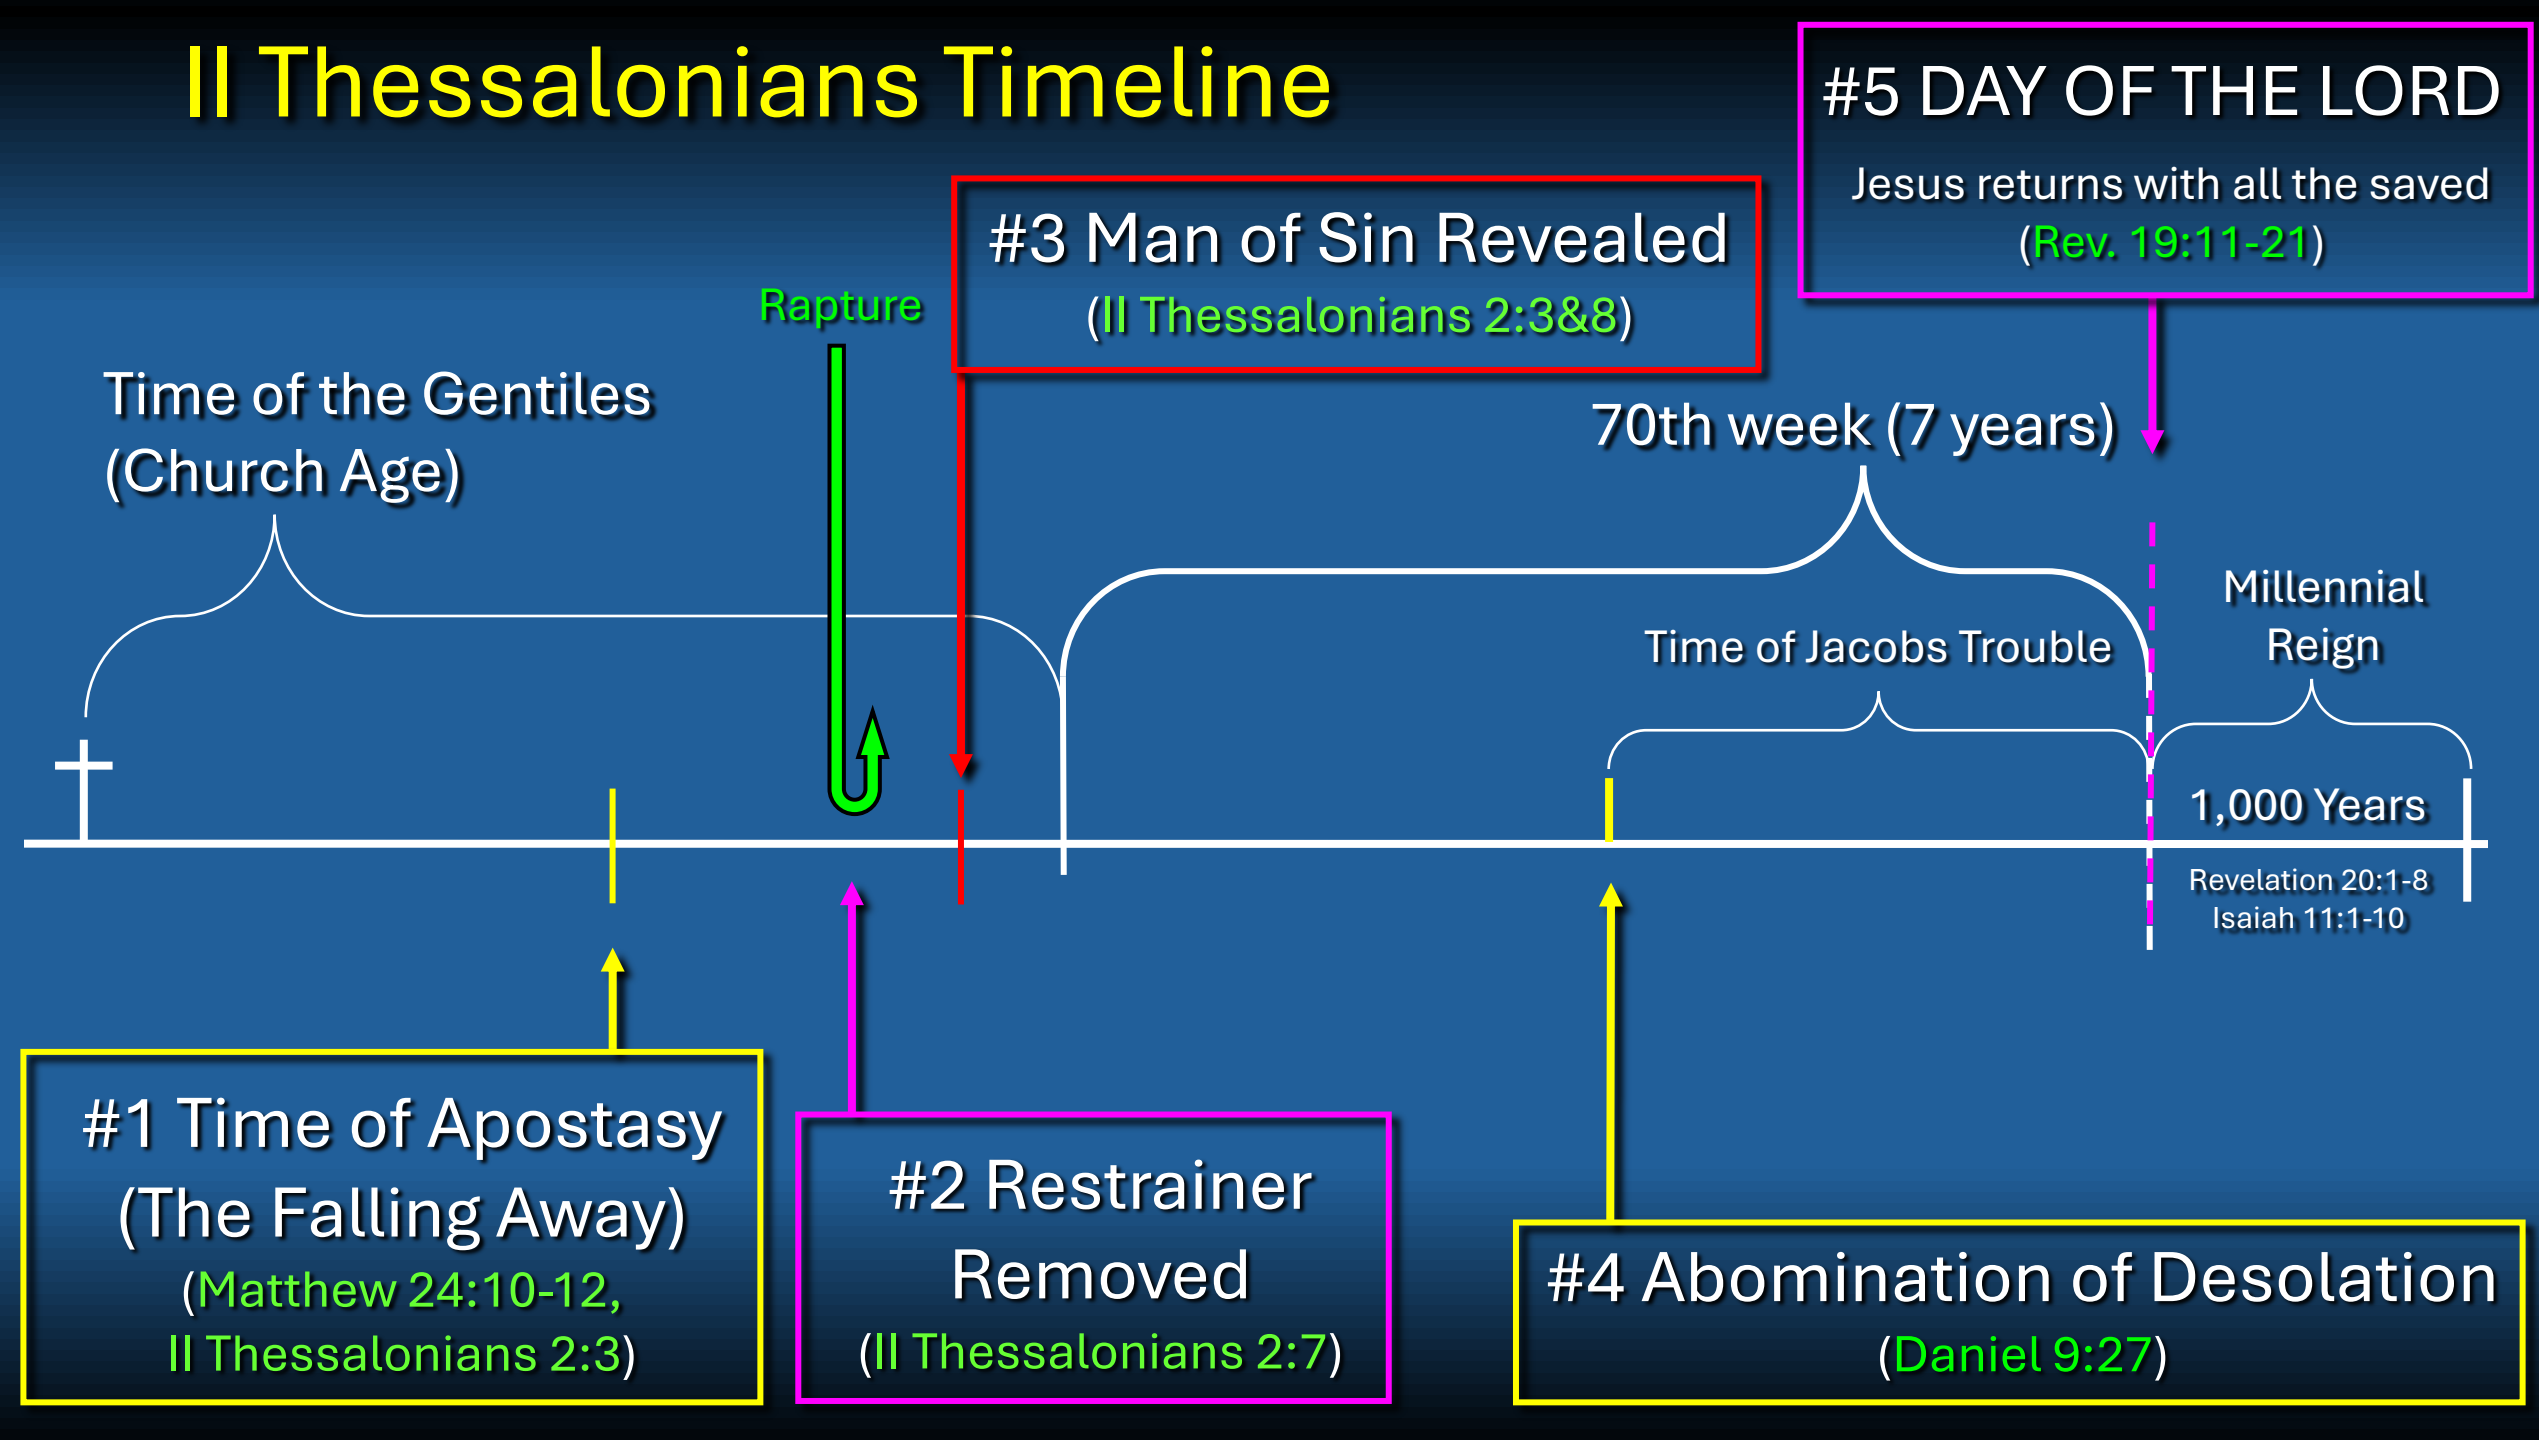 II Thessalonians Timeline
#5 DAY OF THE LORD
Jesus returns with all the saved
(Rev. 19:11-21)
#3 Man of Sin Revealed
(II Thessalonians 2:3&8)
Rapture
Time of the Gentiles
(Church Age)
70th week (7 years)
Time of Jacobs Trouble
Millennial
Reign
1,000 Years
Revelation 20:1-8
Isaiah 11:1-10
#1 Time of Apostasy
(The Falling Away)
(Matthew 24:10-12,
II Thessalonians 2:3)
#2 Restrainer
Removed
(II Thessalonians 2:7)
#4 Abomination of Desolation
(Daniel 9:27)